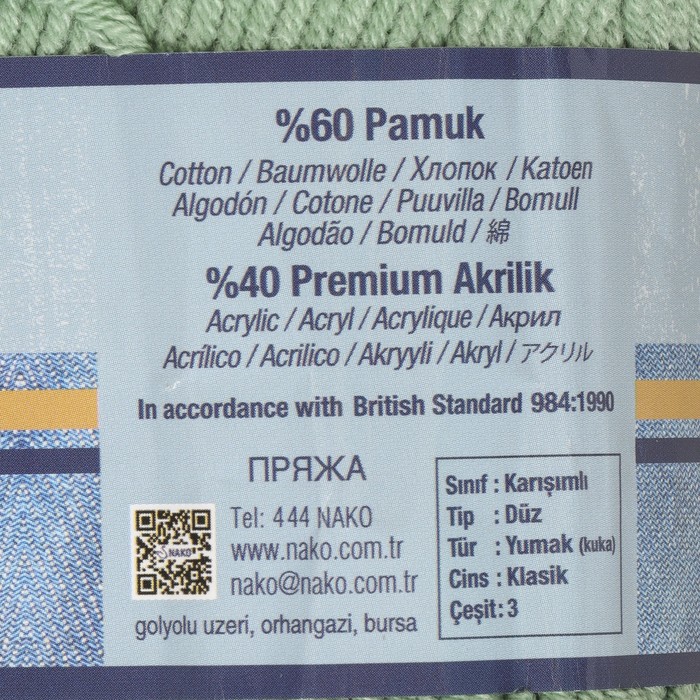 %60 Pamuk
Cotton / Baumwolle / Хлопок / Katoen
Algodón / Cotone / Puuvilla / Bomull
Algodão / Bomuld / 綿
%40 Premium Akrilik
Acrylic / Acryl / Acrylique / Акрил
Acrílico / Acrilico / Akryyli / Akryl / アクリル
In accordance with British Standard 984:1990
ПРЯЖА
NAKO
Tel: 444 NAKO
www.nako.com.tr
nako@nako.com.tr
golyolu uzeri, orhangazi, bursa
Sınıf : Karışımlı
Tip : Düz
Tür : Yumak (kuka)
Cins : Klasik
Çeşit : 3